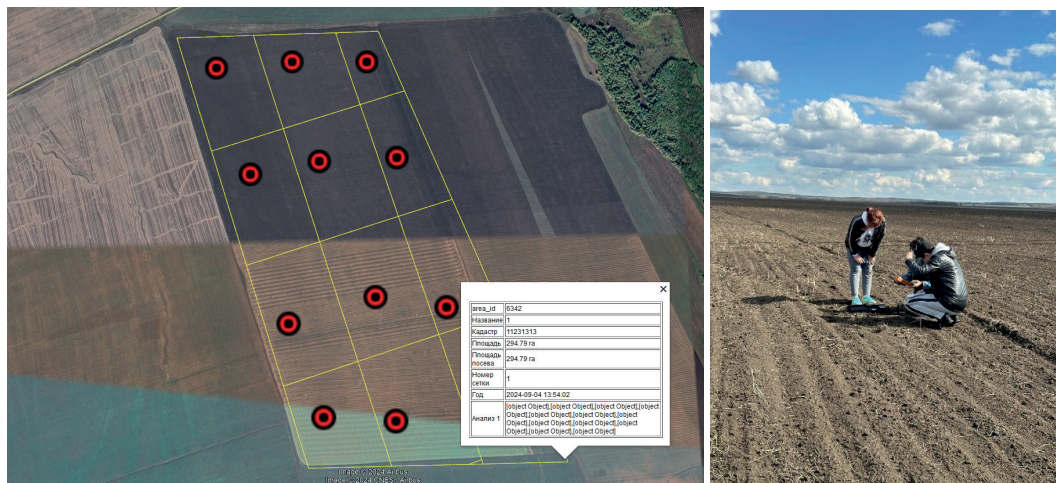 area_id 6342
Название 1
Кадастр 11231313
Площадь 294.79 га
Площадь
посева 294.79 га
Номер
сетки 1
Год 2024-09-04 13:54:02
Анализ 1 [object Object],[object Object],[object Object],[object
Object],[object Object],[object Object],[object
Object],[object Object],[object Object],[object
Object],[object Object],[object Object]
Image © 2024 Airbus
Image © 2024 CNES / Airbus